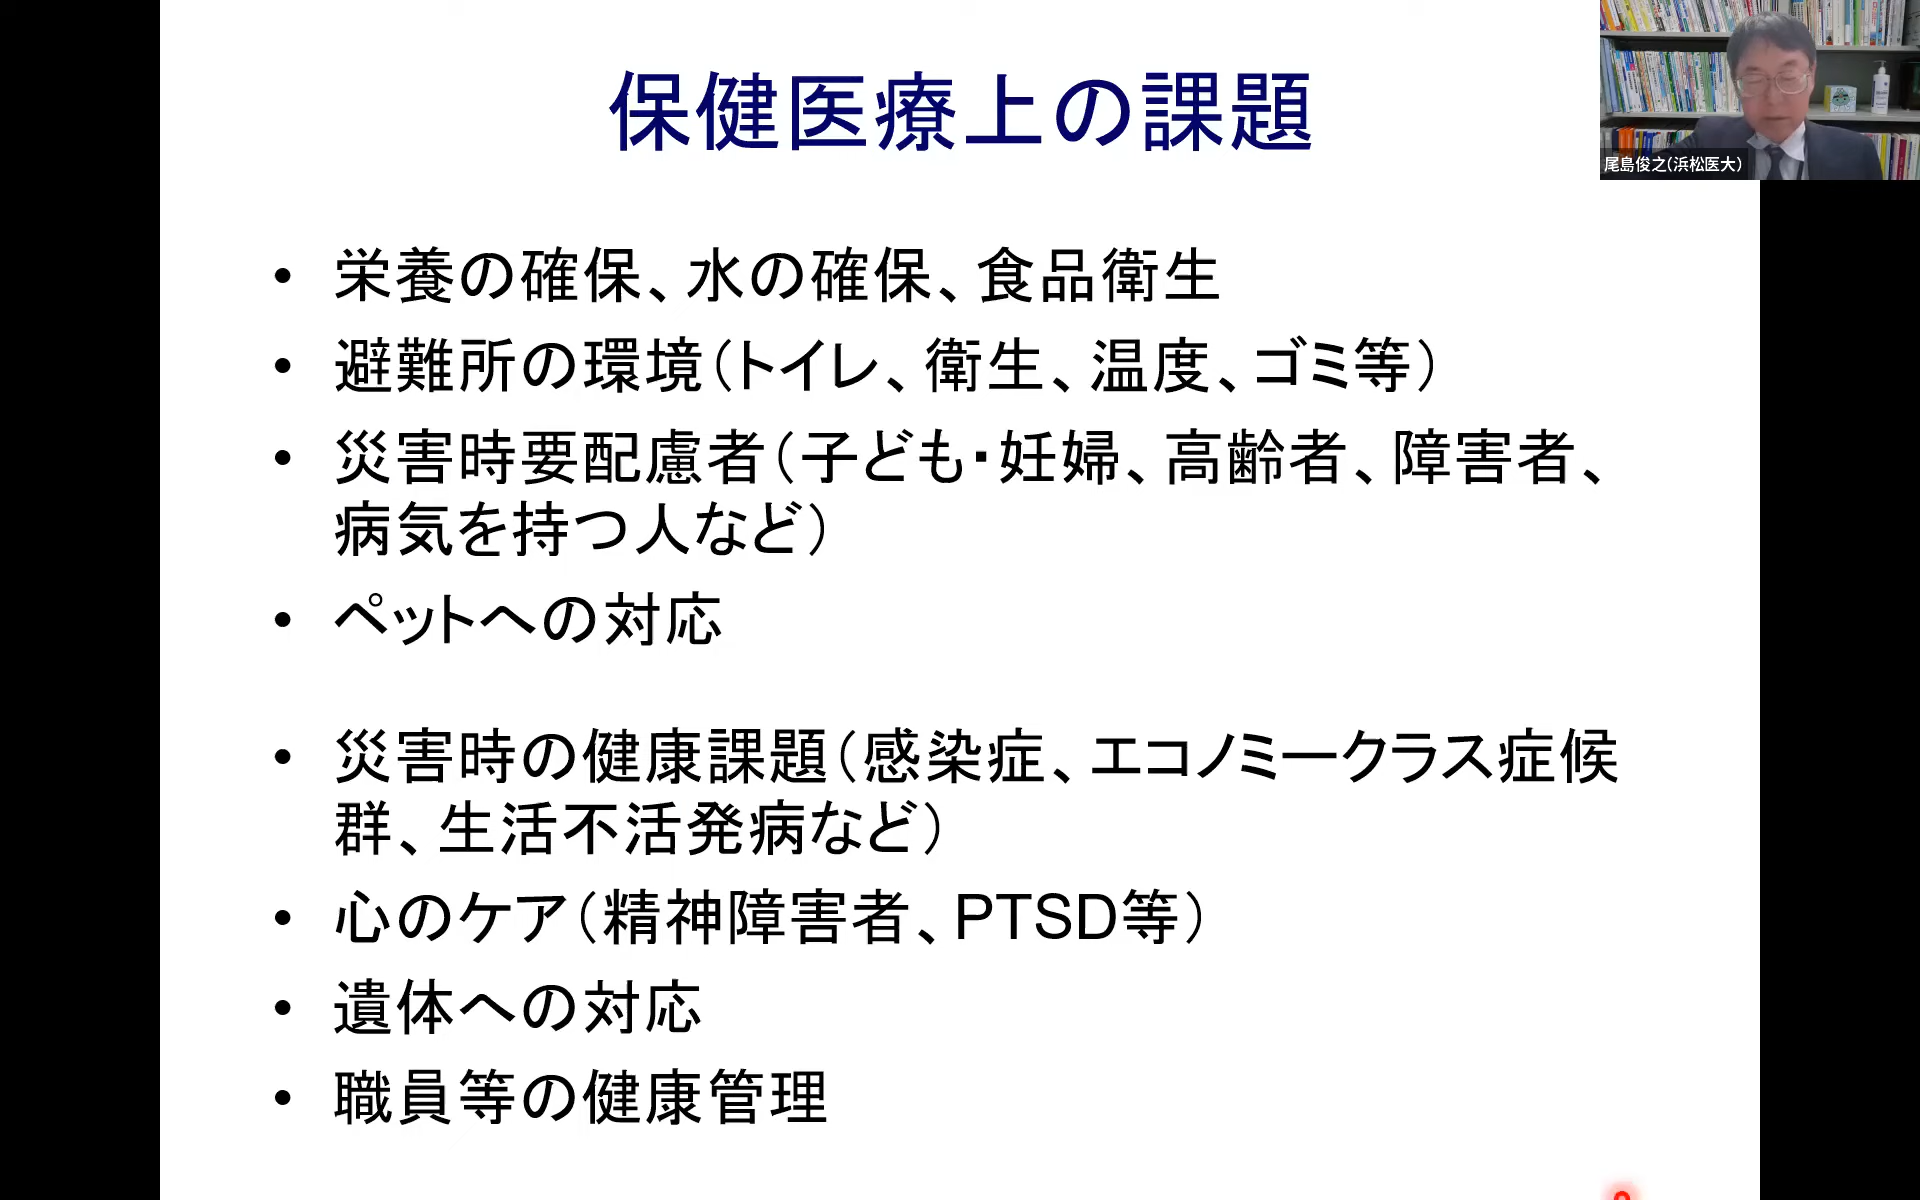 保健医療上の課題
尾島俊之(浜松医大)
• 栄養の確保、水の確保、食品衛生
• 避難所の環境(トイレ、衛生、温度、ゴミ等)
• 災害時要配慮者(子ども・妊婦、高齢者、障害者、
病気を持つ人など)
• ペットへの対応
• 災害時の健康課題(感染症、エコノミークラス症候
群、生活不活発病など)
• 心のケア(精神障害者、PTSD等)
• 遺体への対応
• 職員等の健康管理